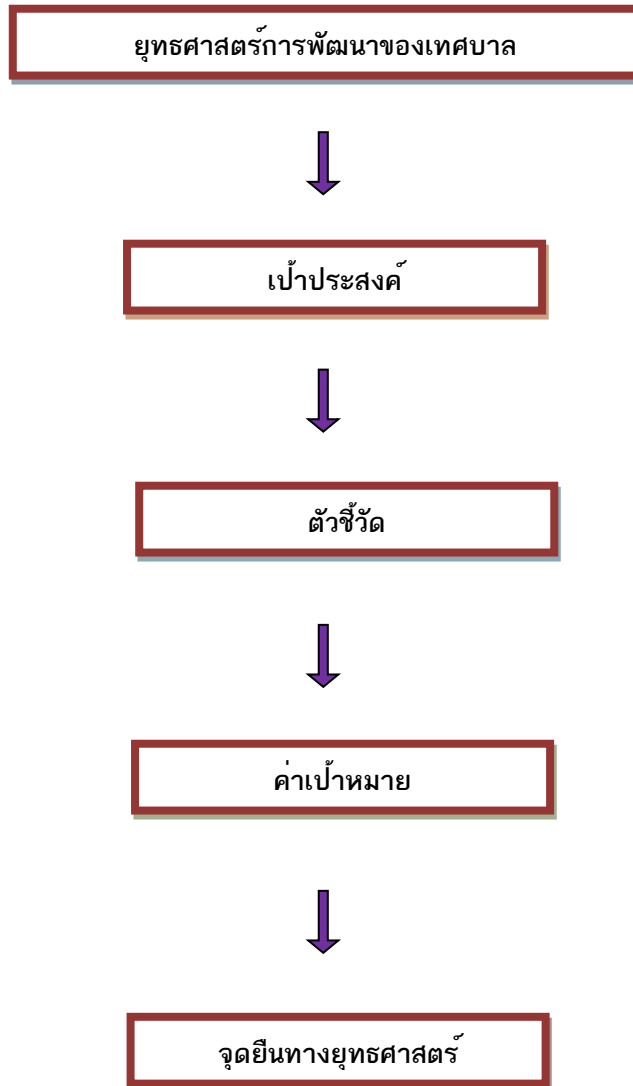 ยุทธศาสตร์การพัฒนาของเทศบาล
เป้าประสงค์
ตัวชี้วัด
ค่าเป้าหมาย
จุดยืนทางยุทธศาสตร์